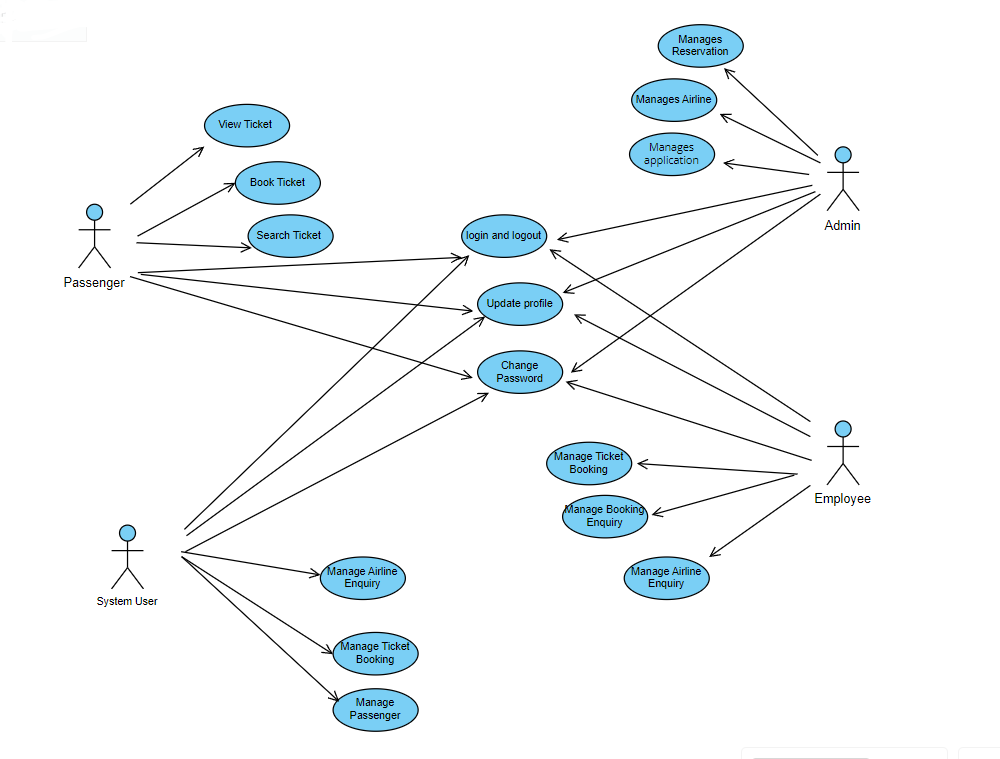 Manages
Reservation
Manages Airline
View Ticket
Manages
application
Book Ticket
Admin
Search Ticket
login and logout
Passenger
Update profile
Change
Password
Manage Ticket
Booking
Employee
Manage Booking
Enquiry
Manage Airline
Enquiry
Manage Airline
Enquiry
System User
Manage Ticket
Booking
Manage
Passenger